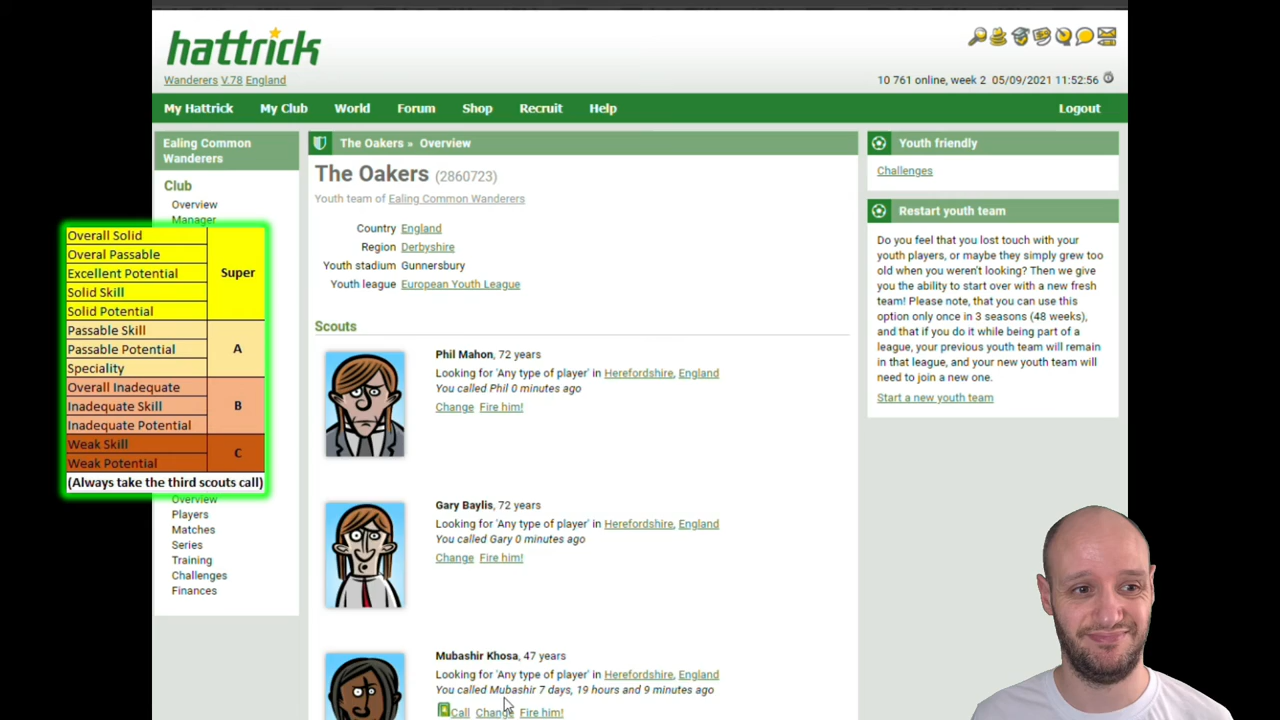 hattrick
Wanderers V.78 England
10 761 online, week 2 05/09/2021 11:52:56
My Hattrick My Club World Forum Shop Recruit Help Logout
Ealing Common
Wanderers
Club
Overview
Manager
Overall Solid
Overal Passable
Excellent Potential
Solid Skill
Solid Potential
Super
Passable Skill
Passable Potential
Speciality
A
Overall Inadequate
Inadequate Skill
Inadequate Potential
B
Weak Skill
Weak Potential
C
(Always take the third scouts call)
Overview
Players
Matches
Series
Training
Challenges
Finances
The Oakers » Overview
The Oakers (2860723)
Youth team of Ealing Common Wanderers
Country England
Region Derbyshire
Youth stadium Gunnersbury
Youth league European Youth League
Scouts
Phil Mahon, 72 years
Looking for 'Any type of player' in Herefordshire, England
You called Phil 0 minutes ago
Change Fire him!
Gary Baylis, 72 years
Looking for 'Any type of player' in Herefordshire, England
You called Gary 0 minutes ago
Change Fire him!
Mubashir Khosa, 47 years
Looking for 'Any type of player' in Herefordshire, England
You called Mubashir 7 days, 19 hours and 9 minutes ago
Call Change Fire him!
Youth friendly
Challenges
Restart youth team
Do you feel that you lost touch with your
youth players, or maybe they simply grew too
old when you weren't looking? Then we give
you the ability to start over with a new fresh
team! Please note, that you can use this
option only once in 3 seasons (48 weeks),
and that if you do it while being part of a
league, your previous youth team will remain
in that league, and your new youth team will
need to join a new one.
Start a new youth team